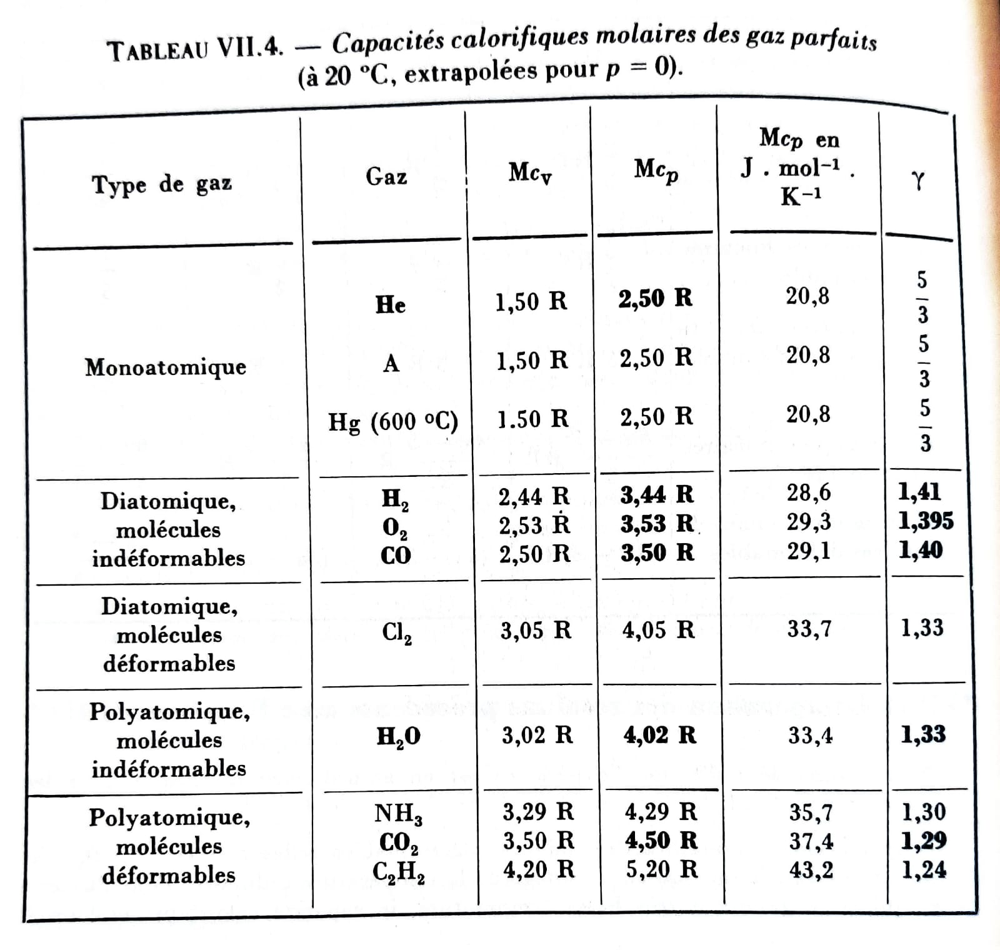 TABLEAU VII.4. — Capacités calorifiques molaires des gaz parfaits
(à 20 °C, extrapolées pour p = 0).
Type de gaz Gaz Mcv Mcp Mcp en J . mol⁻¹ . K⁻¹ γ
He 1,50 R 2,50 R 20,8 5/3
Monoatomique A 1,50 R 2,50 R 20,8 5/3
Hg (600 °C) 1.50 R 2,50 R 20,8 5/3
Diatomique, H₂ 2,44 R 3,44 R 28,6 1,41
molécules O₂ 2,53 R 3,53 R 29,3 1,395
indéformables CO 2,50 R 3,50 R 29,1 1,40
Diatomique,
molécules Cl₂ 3,05 R 4,05 R 33,7 1,33
déformables
Polyatomique,
molécules H₂O 3,02 R 4,02 R 33,4 1,33
indéformables
Polyatomique, NH₃ 3,29 R 4,29 R 35,7 1,30
molécules CO₂ 3,50 R 4,50 R 37,4 1,29
déformables C₂H₂ 4,20 R 5,20 R 43,2 1,24